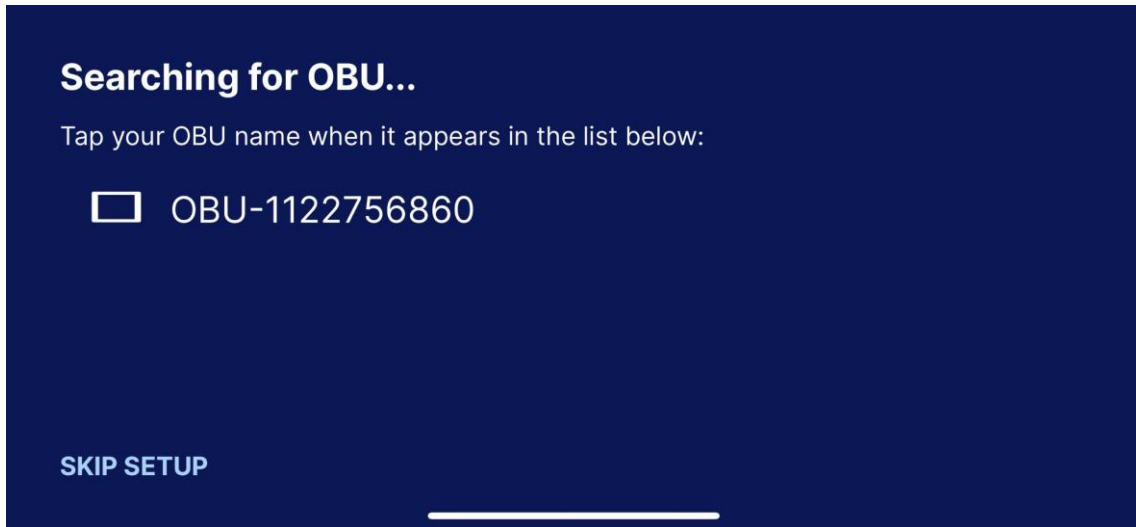 Searching for OBU...
Tap your OBU name when it appears in the list below:
OBU-1122756860
SKIP SETUP